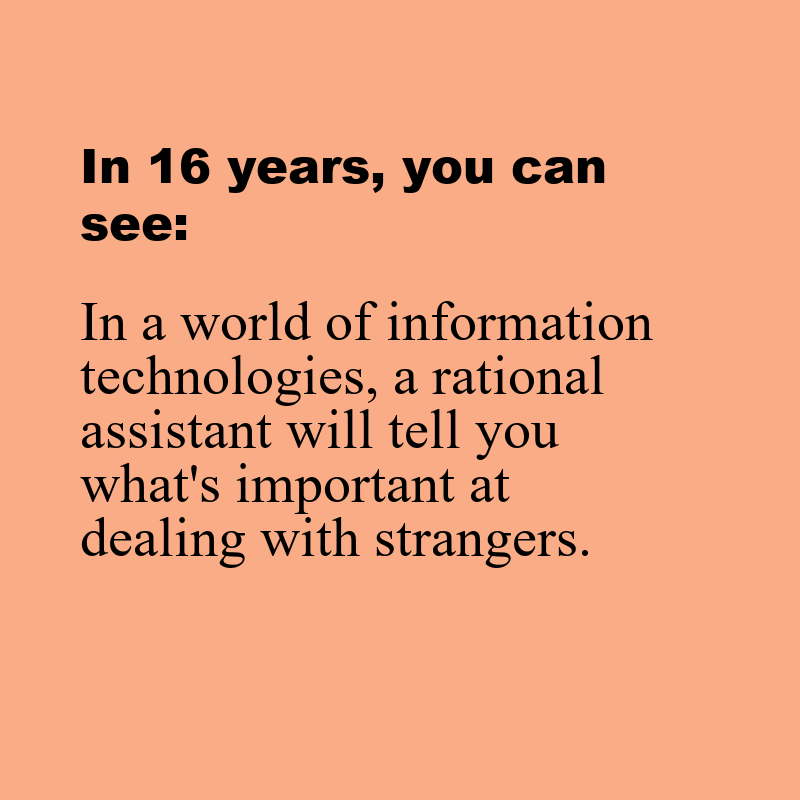 In 16 years, you can
see:
In a world of information
technologies, a rational
assistant will tell you
what's important at
dealing with strangers.